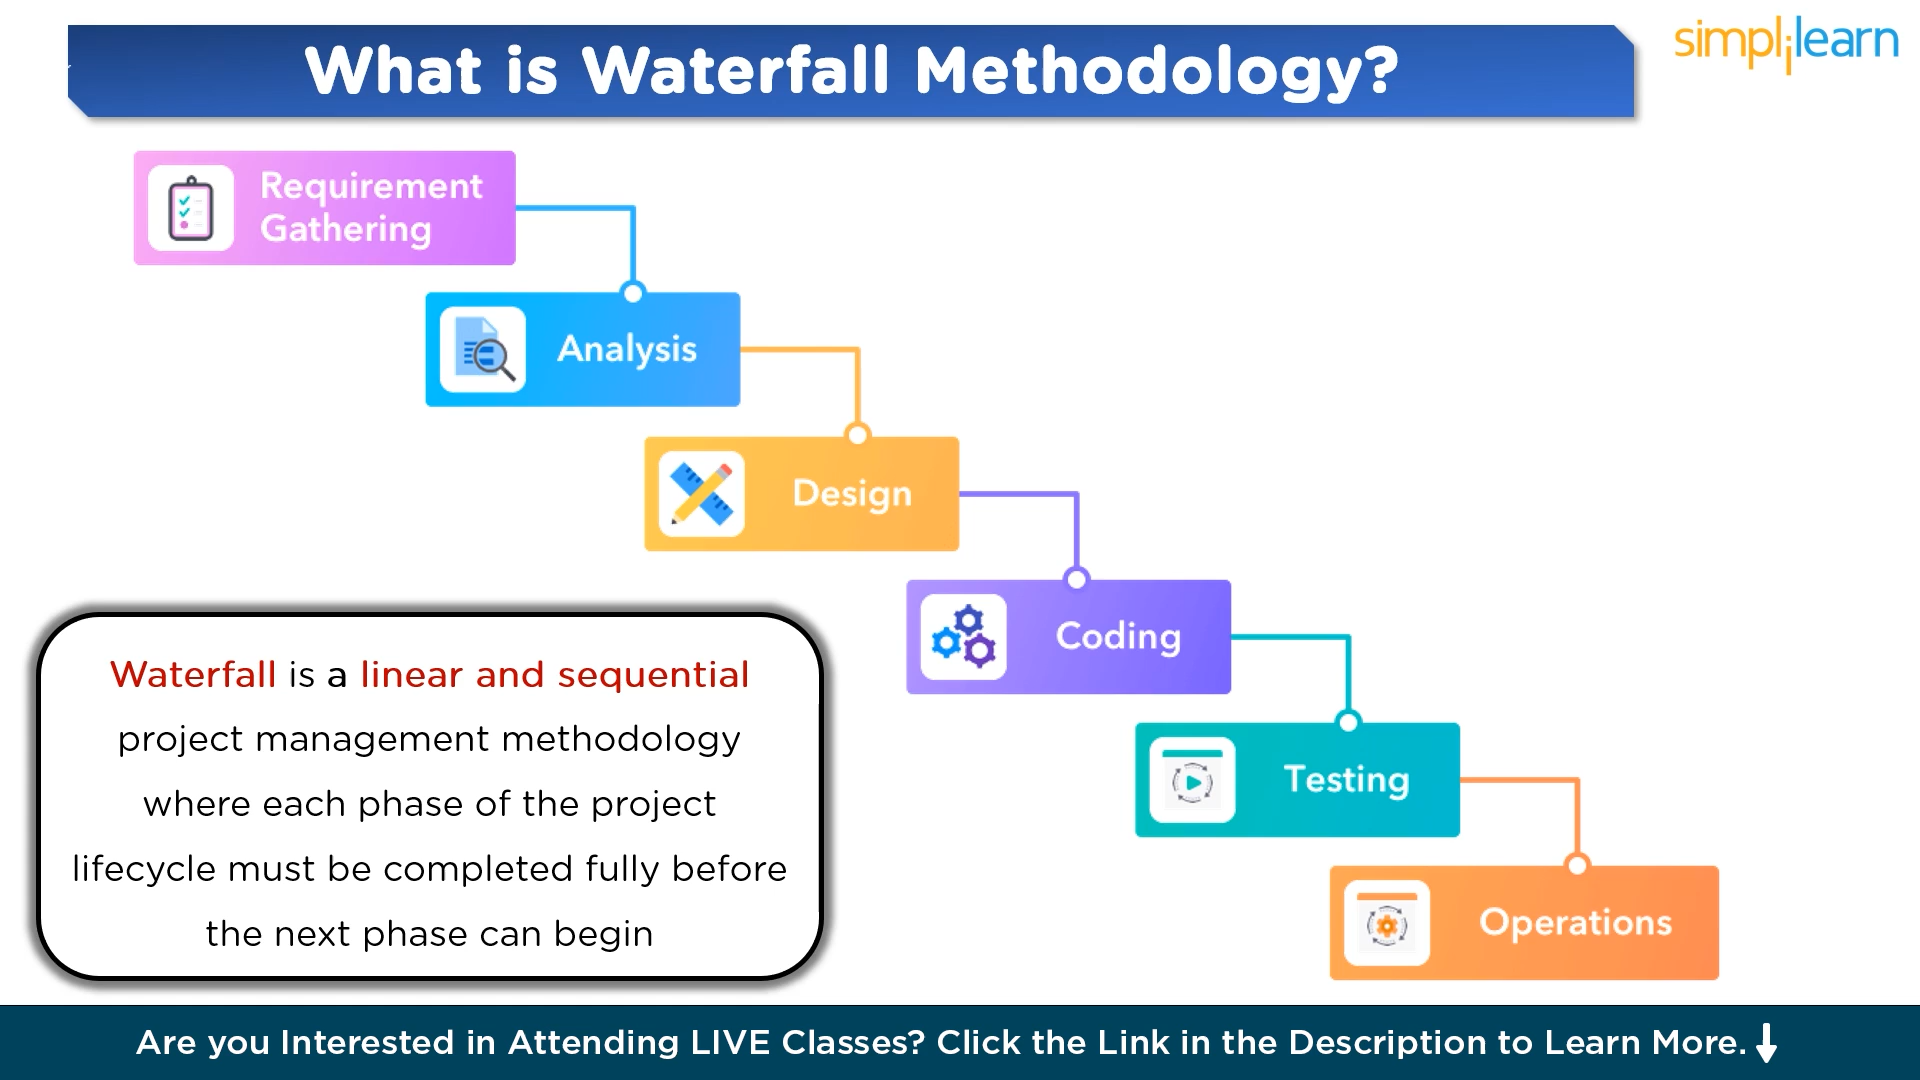 What is Waterfall Methodology?
simplilearn
Requirement
Gathering
Analysis
Design
Coding
Testing
Operations
Waterfall is a linear and sequential
project management methodology
where each phase of the project
lifecycle must be completed fully before
the next phase can begin
Are you Interested in Attending LIVE Classes? Click the Link in the Description to Learn More.